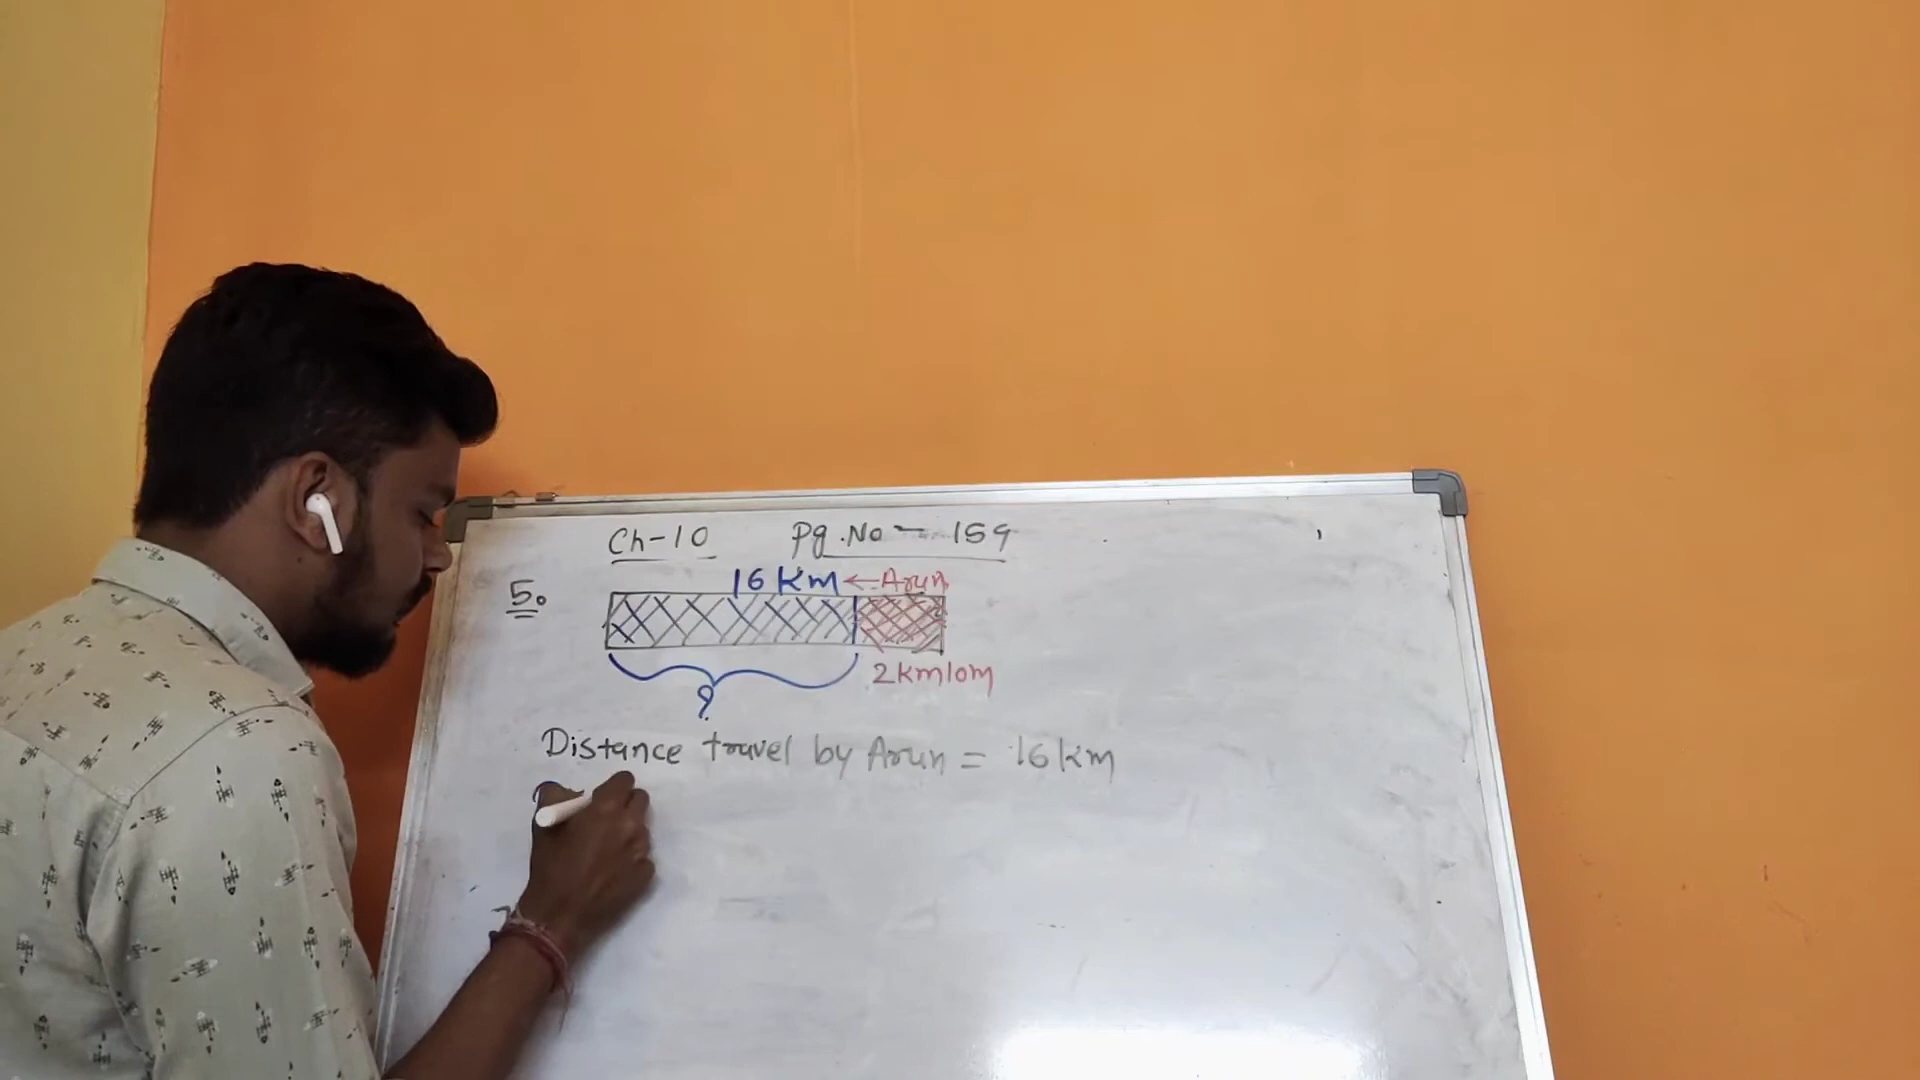 Ch-10 Pg.No - 159
5. 16 Km ← Arun
2km10m
?
Distance travel by Arun = 16km